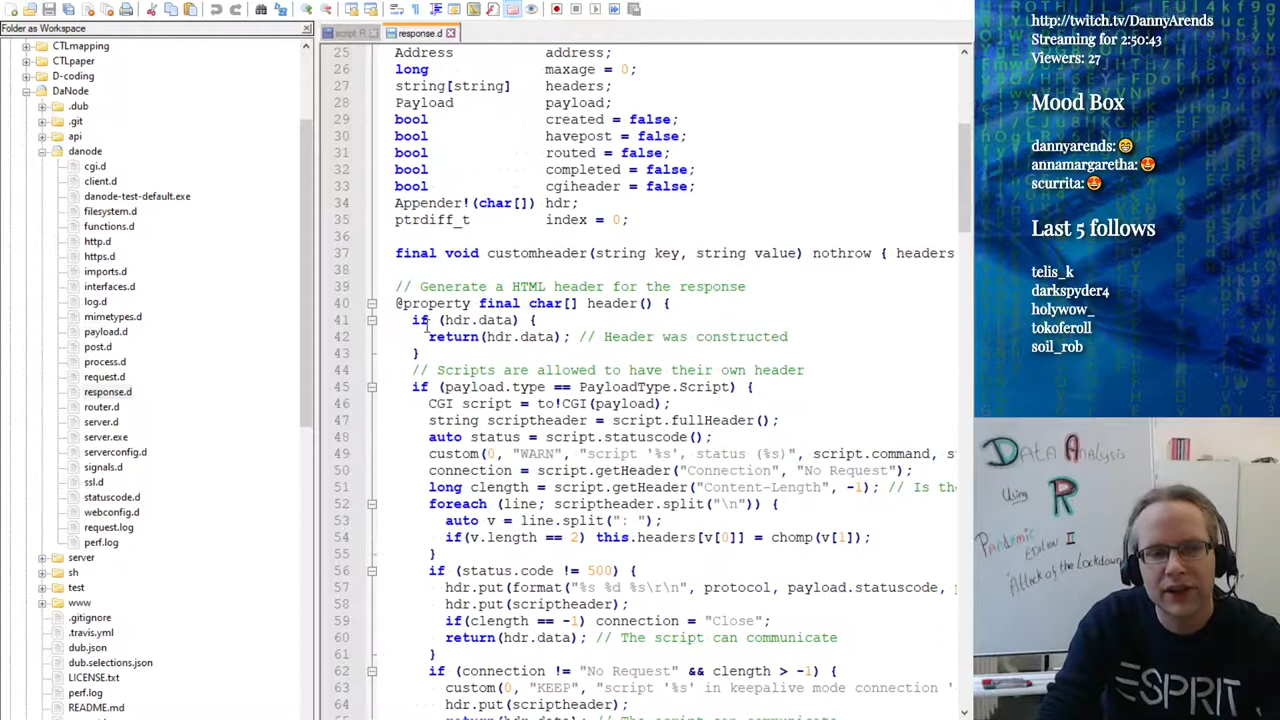 Folder as Workspace
CTLmapping
CTLpaper
D-coding
DaNode
.dub
.git
api
danode
cgi.d
client.d
danode-test-default.exe
filesystem.d
functions.d
http.d
https.d
imports.d
interfaces.d
log.d
mimetypes.d
payload.d
post.d
process.d
request.d
response.d
router.d
server.d
server.exe
serverconfig.d
signals.d
ssl.d
statuscode.d
webconfig.d
request.log
perf.log
server
sh
test
www
.gitignore
.travis.yml
dub.json
dub.selections.json
LICENSE.txt
perf.log
README.md
script.R
response.d
25 Address address;
26 long maxage = 0;
27 string[string] headers;
28 Payload payload;
29 bool created = false;
30 bool havepost = false;
31 bool routed = false;
32 bool completed = false;
33 bool cgiheader = false;
34 Appender!(char[]) hdr;
35 ptrdiff_t index = 0;
36
37 final void customheader(string key, string value) nothrow { headers
38
39 // Generate a HTML header for the response
40 @property final char[] header() {
41 if (hdr.data) {
42 return(hdr.data); // Header was constructed
43 }
44 // Scripts are allowed to have their own header
45 if (payload.type == PayloadType.Script) {
46 CGI script = to!CGI(payload);
47 string scriptheader = script.fullHeader();
48 auto status = script.statuscode();
49 custom(0, "WARN", "script '%s', status (%s)", script.command, s
50 connection = script.getHeader("Connection", "No Request");
51 long clength = script.getHeader("Content-Length", -1); // Is th
52 foreach (line; scriptheader.split("\n")) {
53 auto v = line.split(": ");
54 if(v.length == 2) this.headers[v[0]] = chomp(v[1]);
55 }
56 if (status.code != 500) {
57 hdr.put(format("%s %d %s\r\n", protocol, payload.statuscode, p
58 hdr.put(scriptheader);
59 if(clength == -1) connection = "Close";
60 return(hdr.data); // The script can communicate
61 }
62 if (connection != "No Request" && clength > -1) {
63 custom(0, "KEEP", "script '%s' in keepalive mode connection '
64 hdr.put(scriptheader);
http://twitch.tv/DannyArends
Streaming for 2:50:43
Viewers: 27
Mood Box
dannyarends: 😁
annamargaretha: 😍
scurrita: 😍
Last 5 follows
telis_k
darkspyder4
holywow_
tokoferoll
soil_rob
Data Analysis
Using
R
Pandemic
Edition II
"Attack of the Lockdown"
ESPRIT